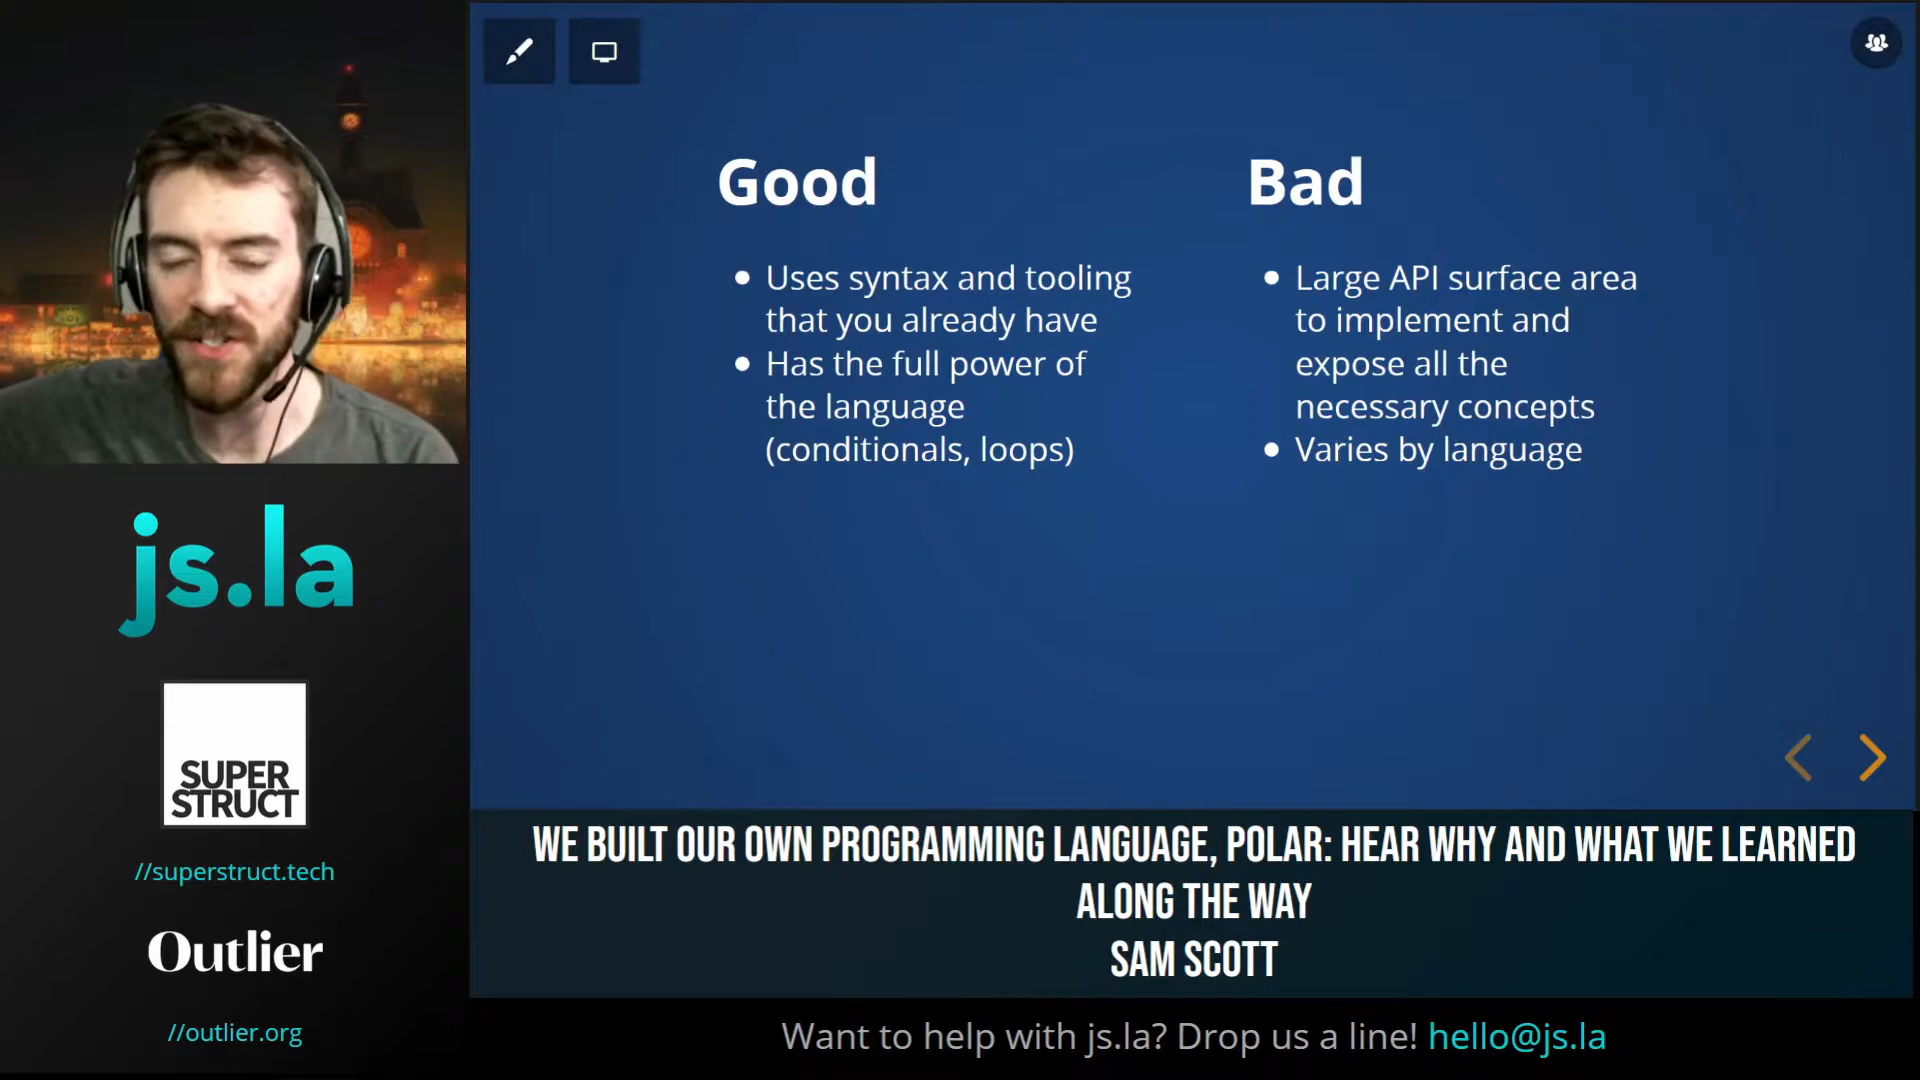 Good
Uses syntax and tooling
that you already have
Has the full power of
the language
(conditionals, loops)
Bad
Large API surface area
to implement and
expose all the
necessary concepts
Varies by language
js.la
SUPER
STRUCT
//superstruct.tech
Outlier
//outlier.org
WE BUILT OUR OWN PROGRAMMING LANGUAGE, POLAR: HEAR WHY AND WHAT WE LEARNED
ALONG THE WAY
SAM SCOTT
Want to help with js.la? Drop us a line! hello@js.la